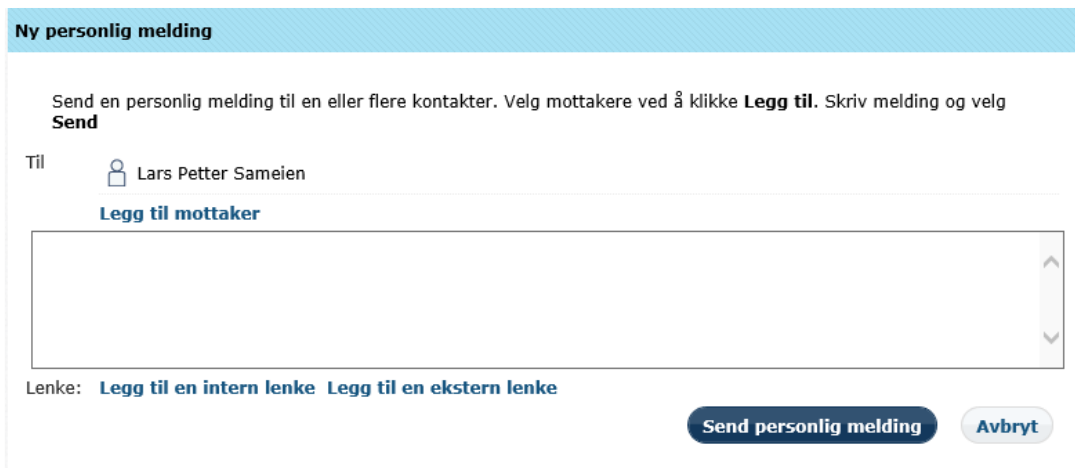 Ny personlig melding
Send en personlig melding til en eller flere kontakter. Velg mottakere ved å klikke Legg til. Skriv melding og velg
Send
Til
Lars Petter Sameien
Legg til mottaker
Lenke: Legg til en intern lenke Legg til en ekstern lenke
Send personlig melding Avbryt